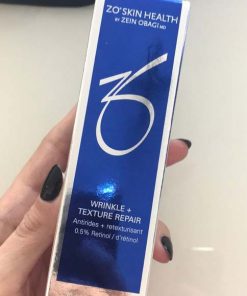 ZO® SKIN HEALTH
BY ZEIN OBAGI MD
WRINKLE +
TEXTURE REPAIR
Antirides + retexturisant
0.5% Retinol / d'rétinol